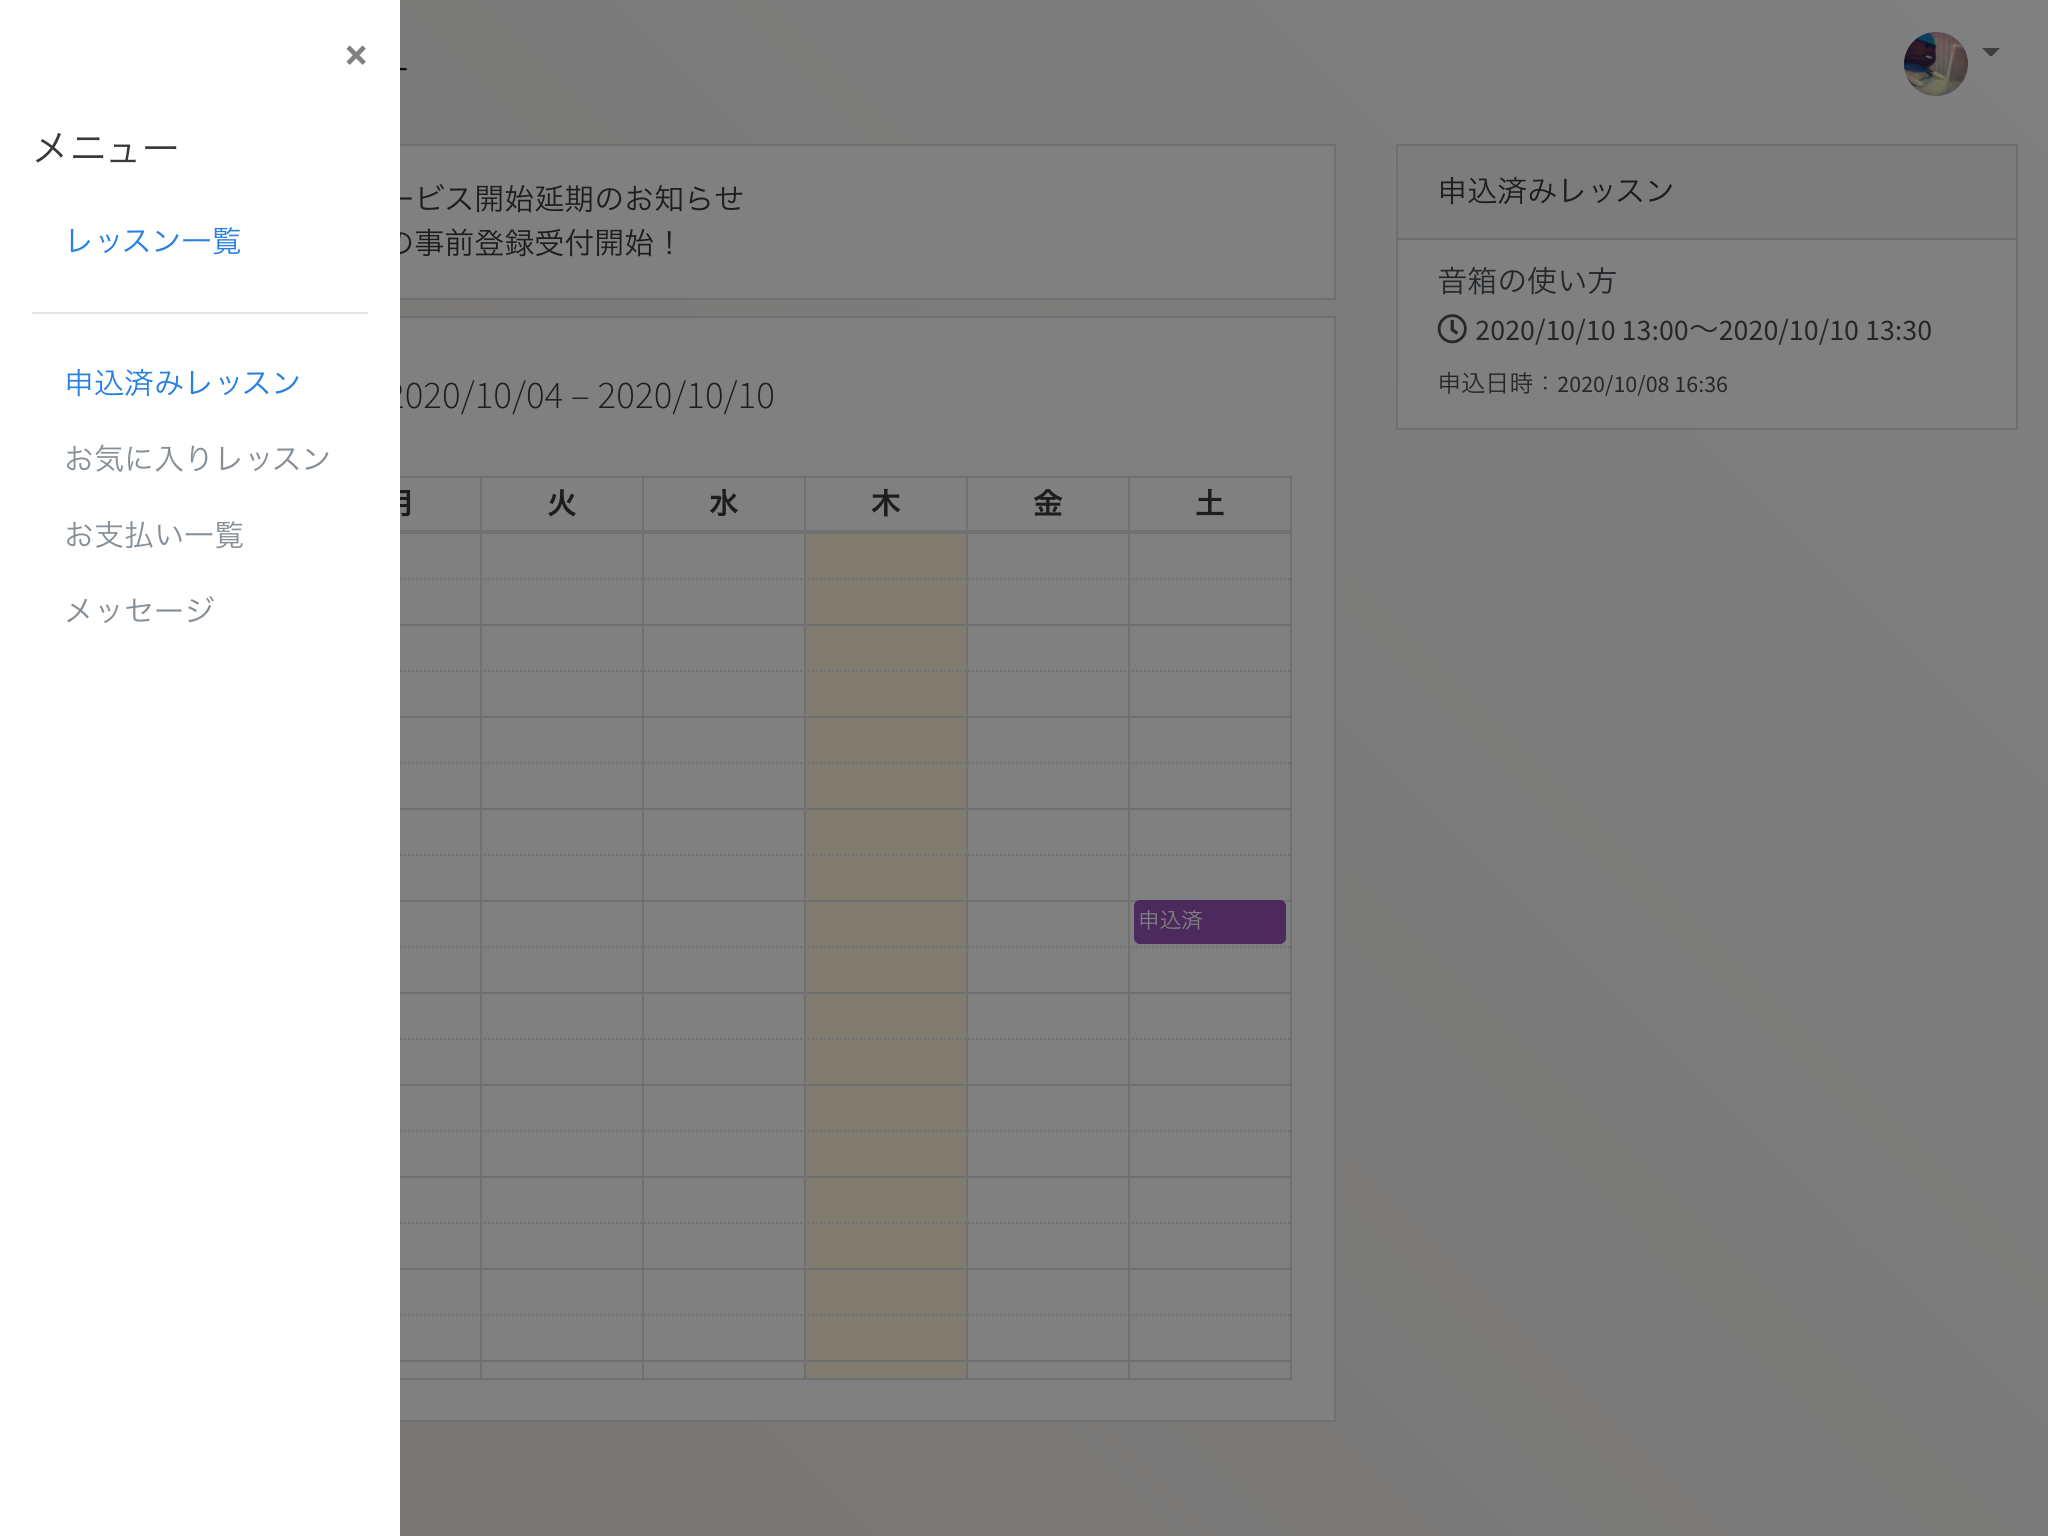 ×
メニュー
レッスン一覧
申込済みレッスン
お気に入りレッスン
お支払い一覧
メッセージ
ービス開始延期のお知らせ
の事前登録受付開始！
2020/10/04 – 2020/10/10
月 火 水 木 金 土
申込済
申込済みレッスン
音箱の使い方
2020/10/10 13:00～2020/10/10 13:30
申込日時：2020/10/08 16:36